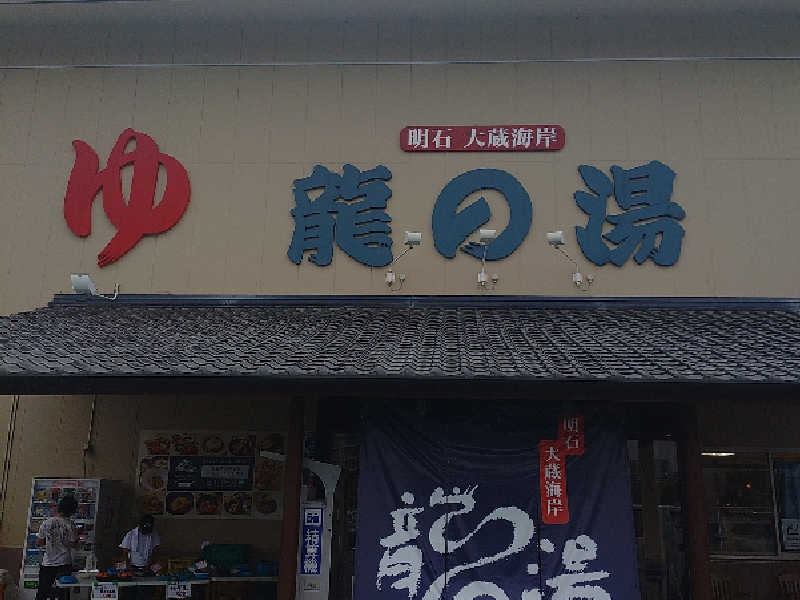 明石 大蔵海岸
ゆ 龍の湯
明石
大蔵海岸
龍の湯